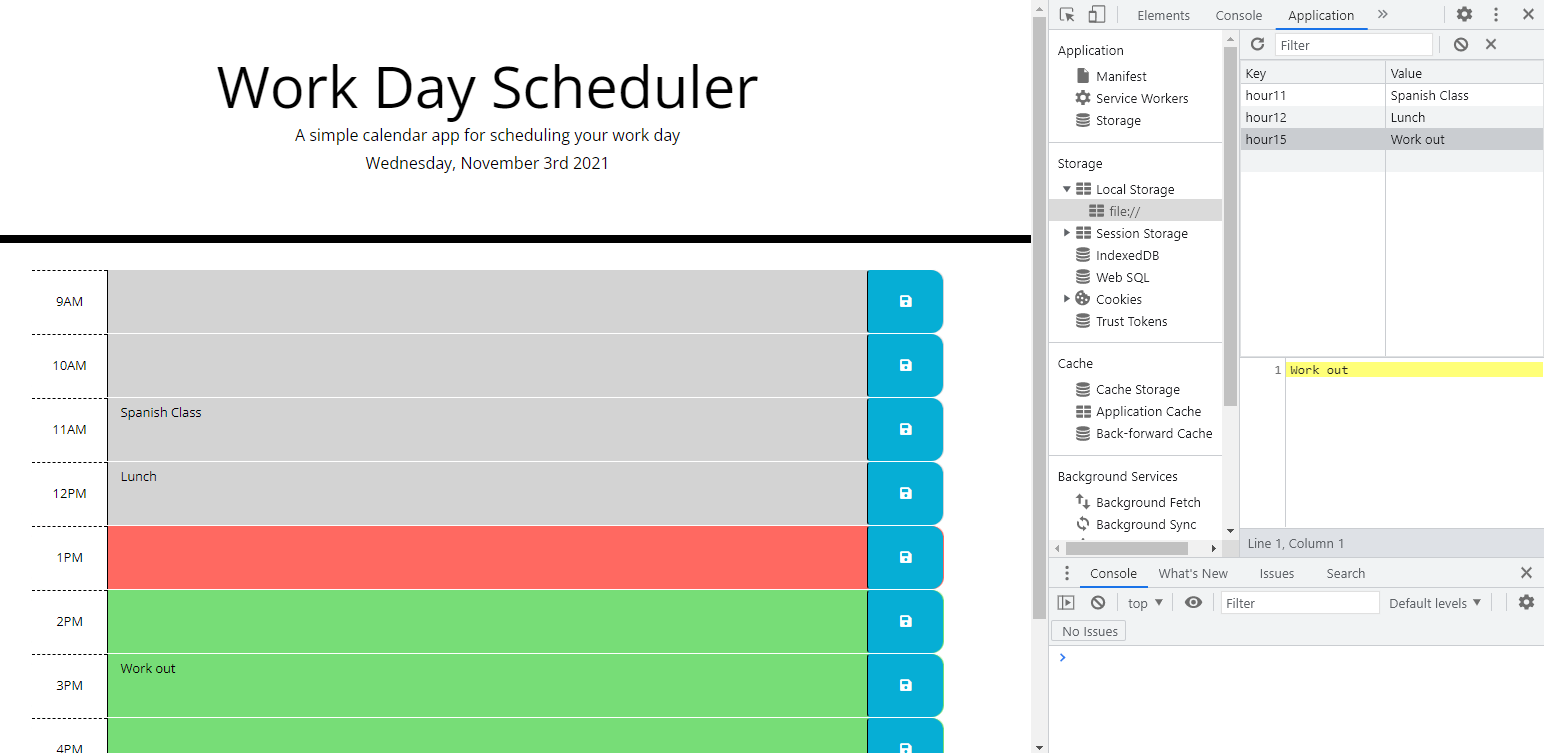 Work Day Scheduler
A simple calendar app for scheduling your work day
Wednesday, November 3rd 2021
9AM
10AM
11AM Spanish Class
12PM Lunch
1PM
2PM
3PM Work out
4PM
Elements Console Application »
Application
Manifest
Service Workers
Storage
Storage
Local Storage
file://
Session Storage
IndexedDB
Web SQL
Cookies
Trust Tokens
Cache
Cache Storage
Application Cache
Back-forward Cache
Background Services
Background Fetch
Background Sync
Filter
Key Value
hour11 Spanish Class
hour12 Lunch
hour15 Work out
1 Work out
Line 1, Column 1
Console What's New Issues Search
top Filter Default levels
No Issues